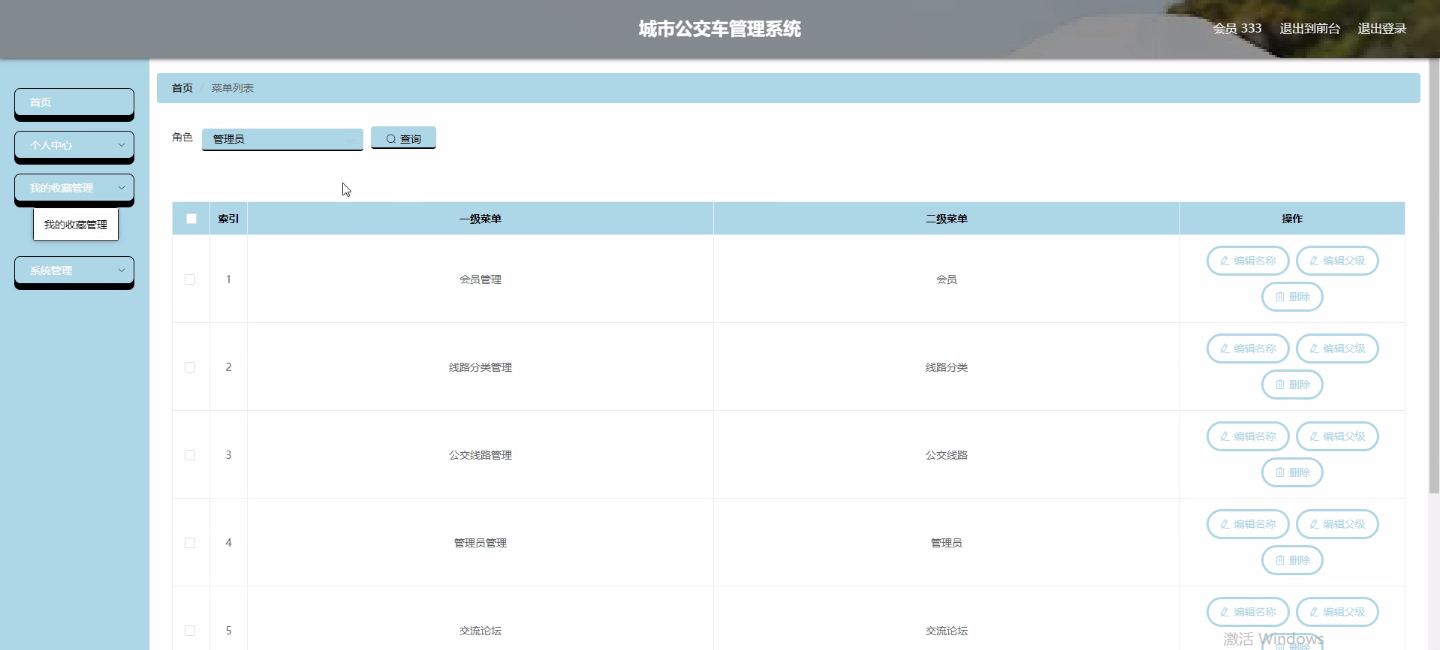 城市公交车管理系统
会员 333 退出到前台 退出登录
首页
个人中心
我的收藏管理
我的收藏管理
系统管理
首页 / 菜单列表
角色 管理员 查询
索引 一级菜单 二级菜单 操作
1 会员管理 会员 编辑名称 编辑父级 删除
2 线路分类管理 线路分类 编辑名称 编辑父级 删除
3 公交线路管理 公交线路 编辑名称 编辑父级 删除
4 管理员管理 管理员 编辑名称 编辑父级 删除
5 交流论坛 交流论坛 编辑名称 编辑父级 删除
激活 Windows